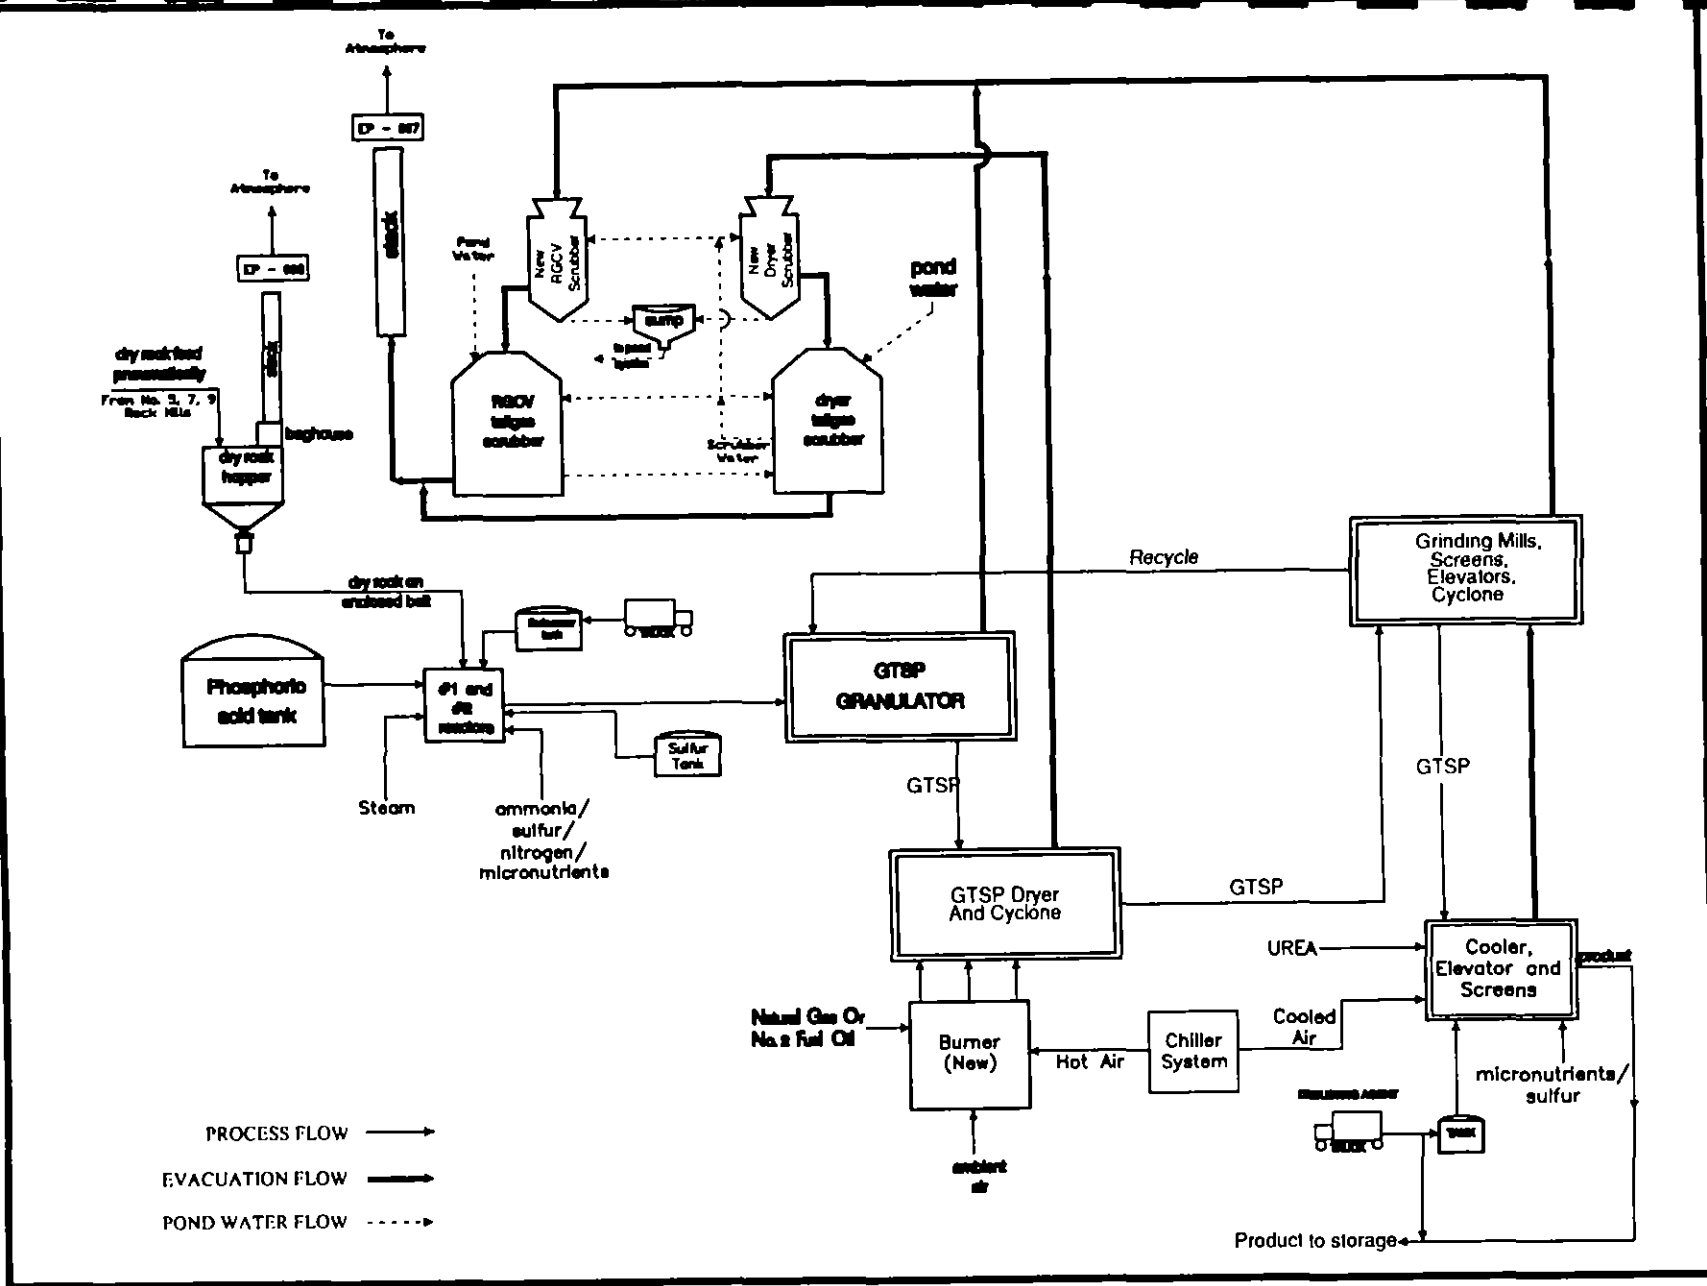 To
Atmosphere
To
Atmosphere
stack
stack
dry rock feed
pneumatically
From No. 5, 7, 9
Rock Mills
baghouse
dry rock
hopper
Pond
Water
New
RGCV
Scrubber
New
Dryer
Scrubber
pond
water
sump
to pond
system
RGCV
tailgas
scrubber
dryer
tailgas
scrubber
Scrubber
Water
Grinding Mills,
Screens,
Elevators,
Cyclone
Recycle
dry rock on
enclosed belt
tank
TRUCK
Phosphoric
acid tank
#1 and
#2
reactors
GTSP
GRANULATOR
Sulfur
Tank
Steam
ammonia/
sulfur/
nitrogen/
micronutrients
GTSP
GTSP
GTSP Dryer
And Cyclone
GTSP
UREA
Cooler,
Elevator and
Screens
product
Natural Gas Or
No.2 Fuel Oil
Burner
(New)
Hot Air
Chiller
System
Cooled
Air
micronutrients/
sulfur
TRUCK
TANK
ambient
air
PROCESS FLOW
EVACUATION FLOW
POND WATER FLOW
Product to storage